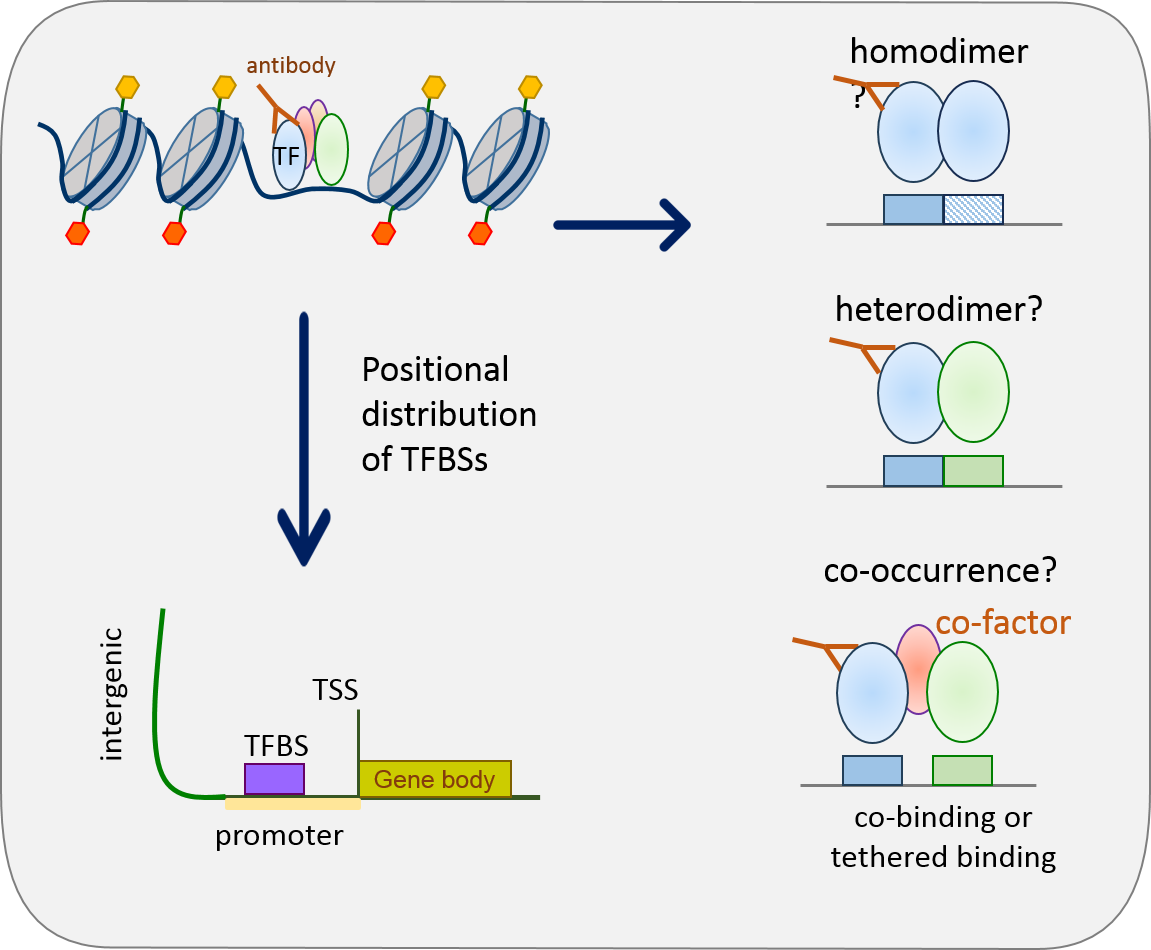 antibody
TF
homodimer
?
Positional
distribution
of TFBSs
heterodimer?
co-occurrence?
co-factor
co-binding or
tethered binding
intergenic
TSS
TFBS
Gene body
promoter